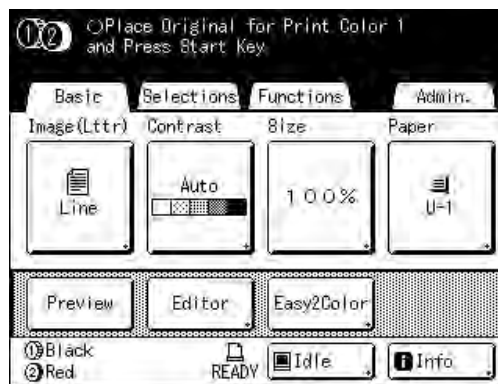 ①② ○Place Original for Print Color 1
and Press Start Key
Basic Selections Functions Admin.
Image(Lttr) Contrast Size Paper
Line Auto 100% U-1
Preview Editor Easy2Color
①Black
②Red READY Idle Info